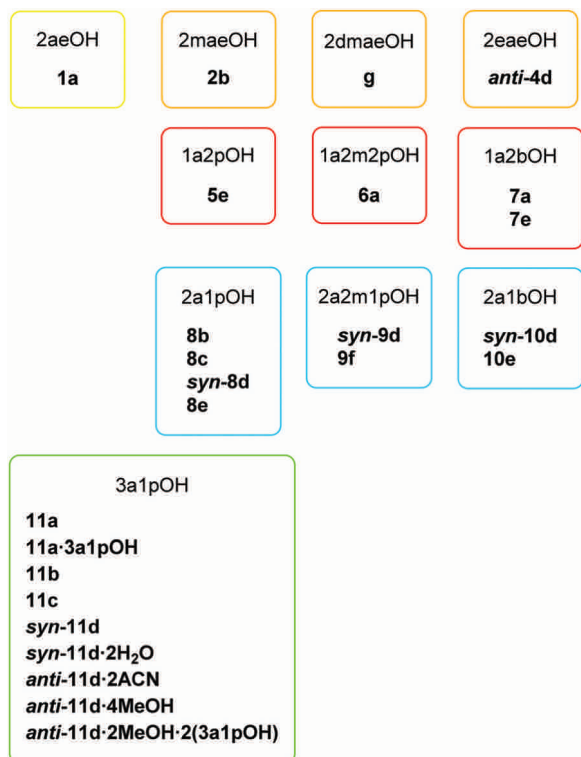 2aeOH
1a
2maeOH
2b
2dmaeOH
g
2eaeOH
anti-4d
1a2pOH
5e
1a2m2pOH
6a
1a2bOH
7a
7e
2a1pOH
8b
8c
syn-8d
8e
2a2m1pOH
syn-9d
9f
2a1bOH
syn-10d
10e
3a1pOH
11a
11a·3a1pOH
11b
11c
syn-11d
syn-11d·2H₂O
anti-11d·2ACN
anti-11d·4MeOH
anti-11d·2MeOH·2(3a1pOH)